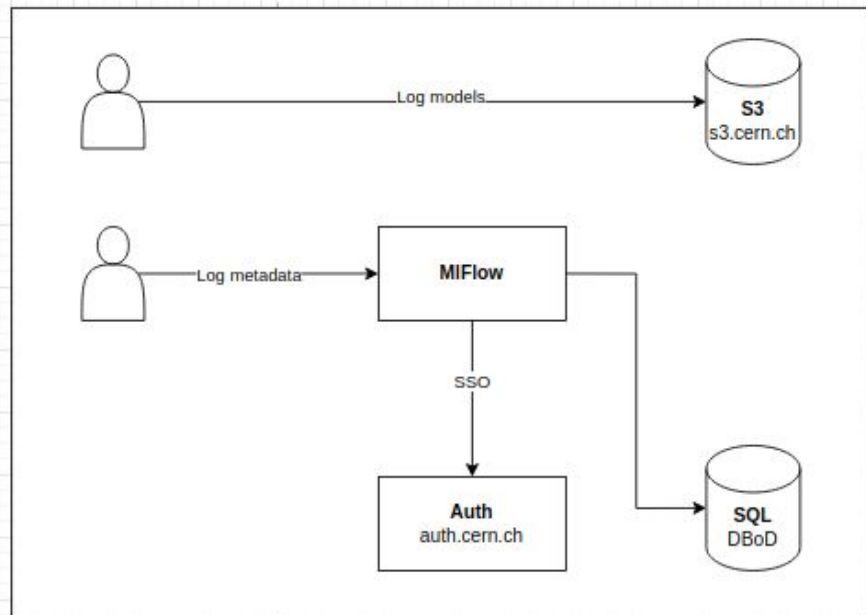 Log models
S3
s3.cern.ch
Log metadata
MlFlow
SSO
Auth
auth.cern.ch
SQL
DBoD